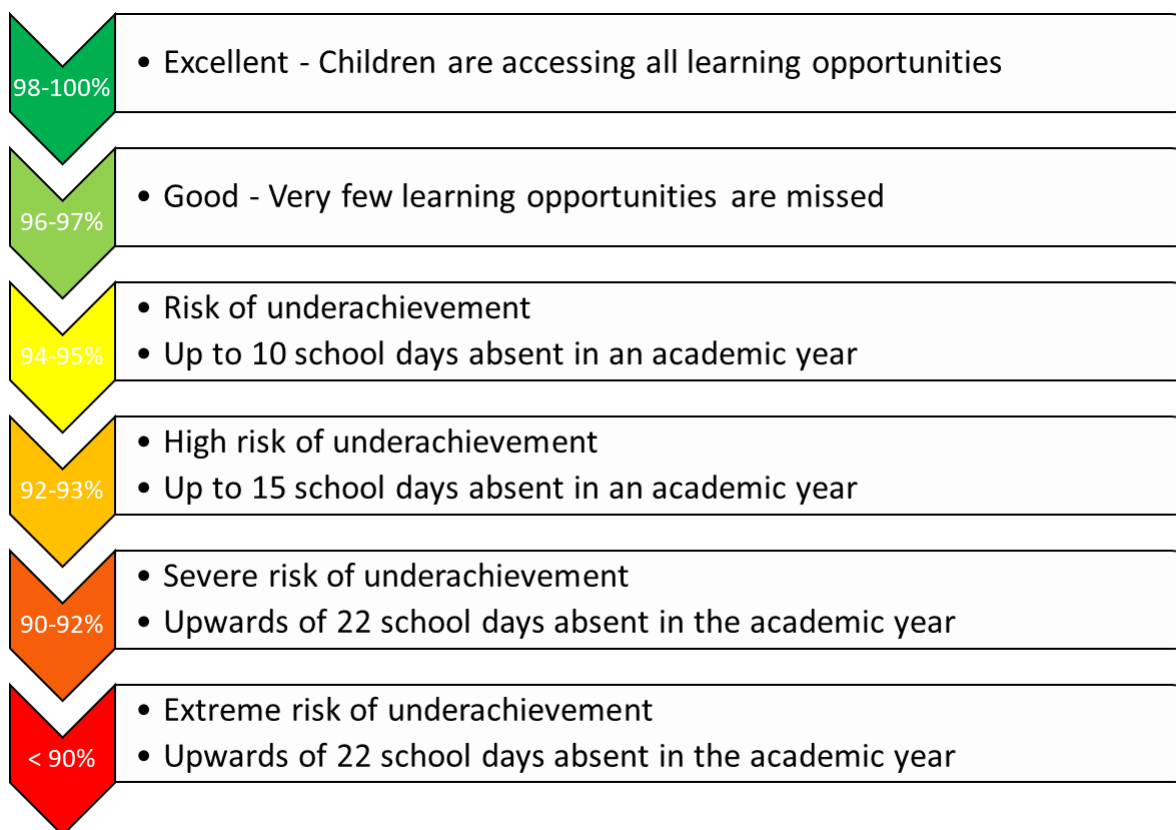 98-100%
• Excellent - Children are accessing all learning opportunities
96-97%
• Good - Very few learning opportunities are missed
94-95%
• Risk of underachievement
• Up to 10 school days absent in an academic year
92-93%
• High risk of underachievement
• Up to 15 school days absent in an academic year
90-92%
• Severe risk of underachievement
• Upwards of 22 school days absent in the academic year
< 90%
• Extreme risk of underachievement
• Upwards of 22 school days absent in the academic year